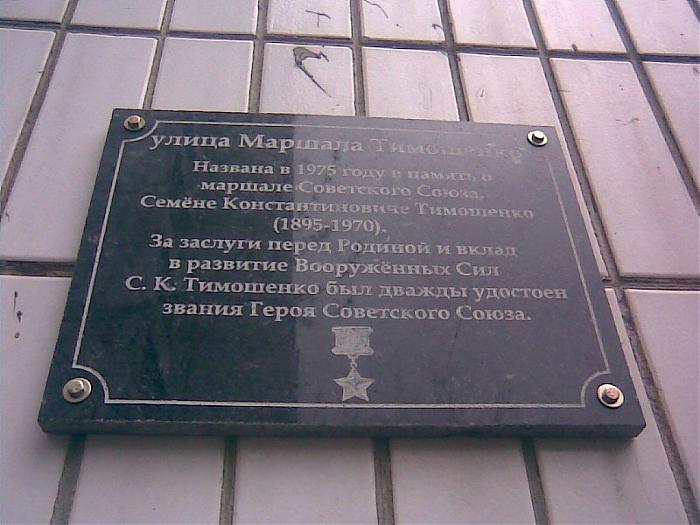 улица Маршала Тимошенко
Названа в 1975 году в память о
маршале Советского Союза,
Семёне Константиновиче Тимошенко
(1895-1970).
За заслуги перед Родиной и вклад
в развитие Вооружённых Сил
С. К. Тимошенко был дважды удостоен
звания Героя Советского Союза.